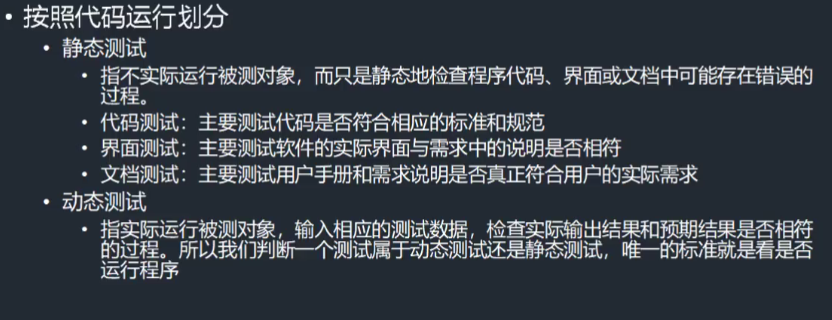 • 按照代码运行划分
• 静态测试
• 指不实际运行被测对象，而只是静态地检查程序代码、界面或文档中可能存在错误的
过程。
• 代码测试：主要测试代码是否符合相应的标准和规范
• 界面测试：主要测试软件的实际界面与需求中的说明是否相符
• 文档测试：主要测试用户手册和需求说明是否真正符合用户的实际需求
• 动态测试
• 指实际运行被测对象，输入相应的测试数据，检查实际输出结果和预期结果是否相符
的过程。所以我们判断一个测试属于动态测试还是静态测试，唯一的标准就是看是否
运行程序